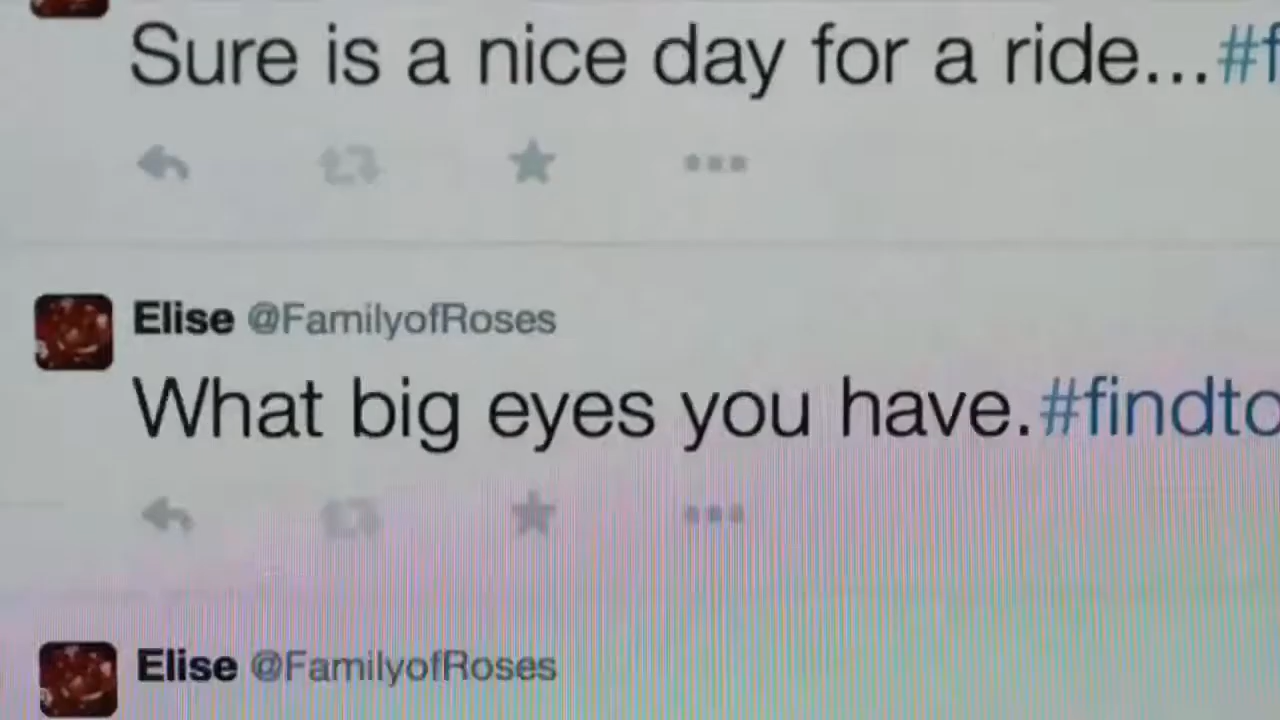 Sure is a nice day for a ride...#f
Elise @FamilyofRoses
What big eyes you have.#findto
Elise @FamilyofRoses